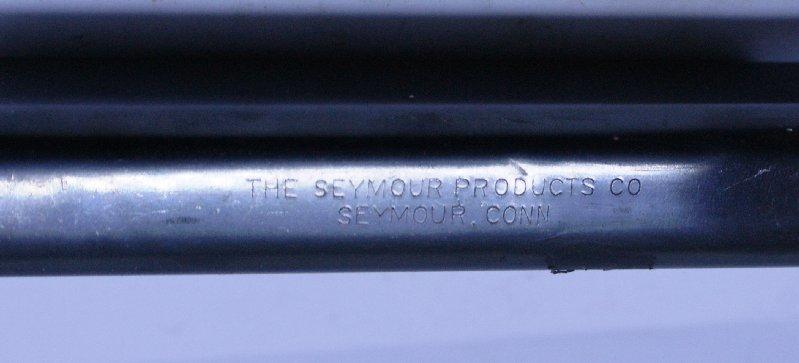 THE SEYMOUR PRODUCTS CO
SEYMOUR, CONN